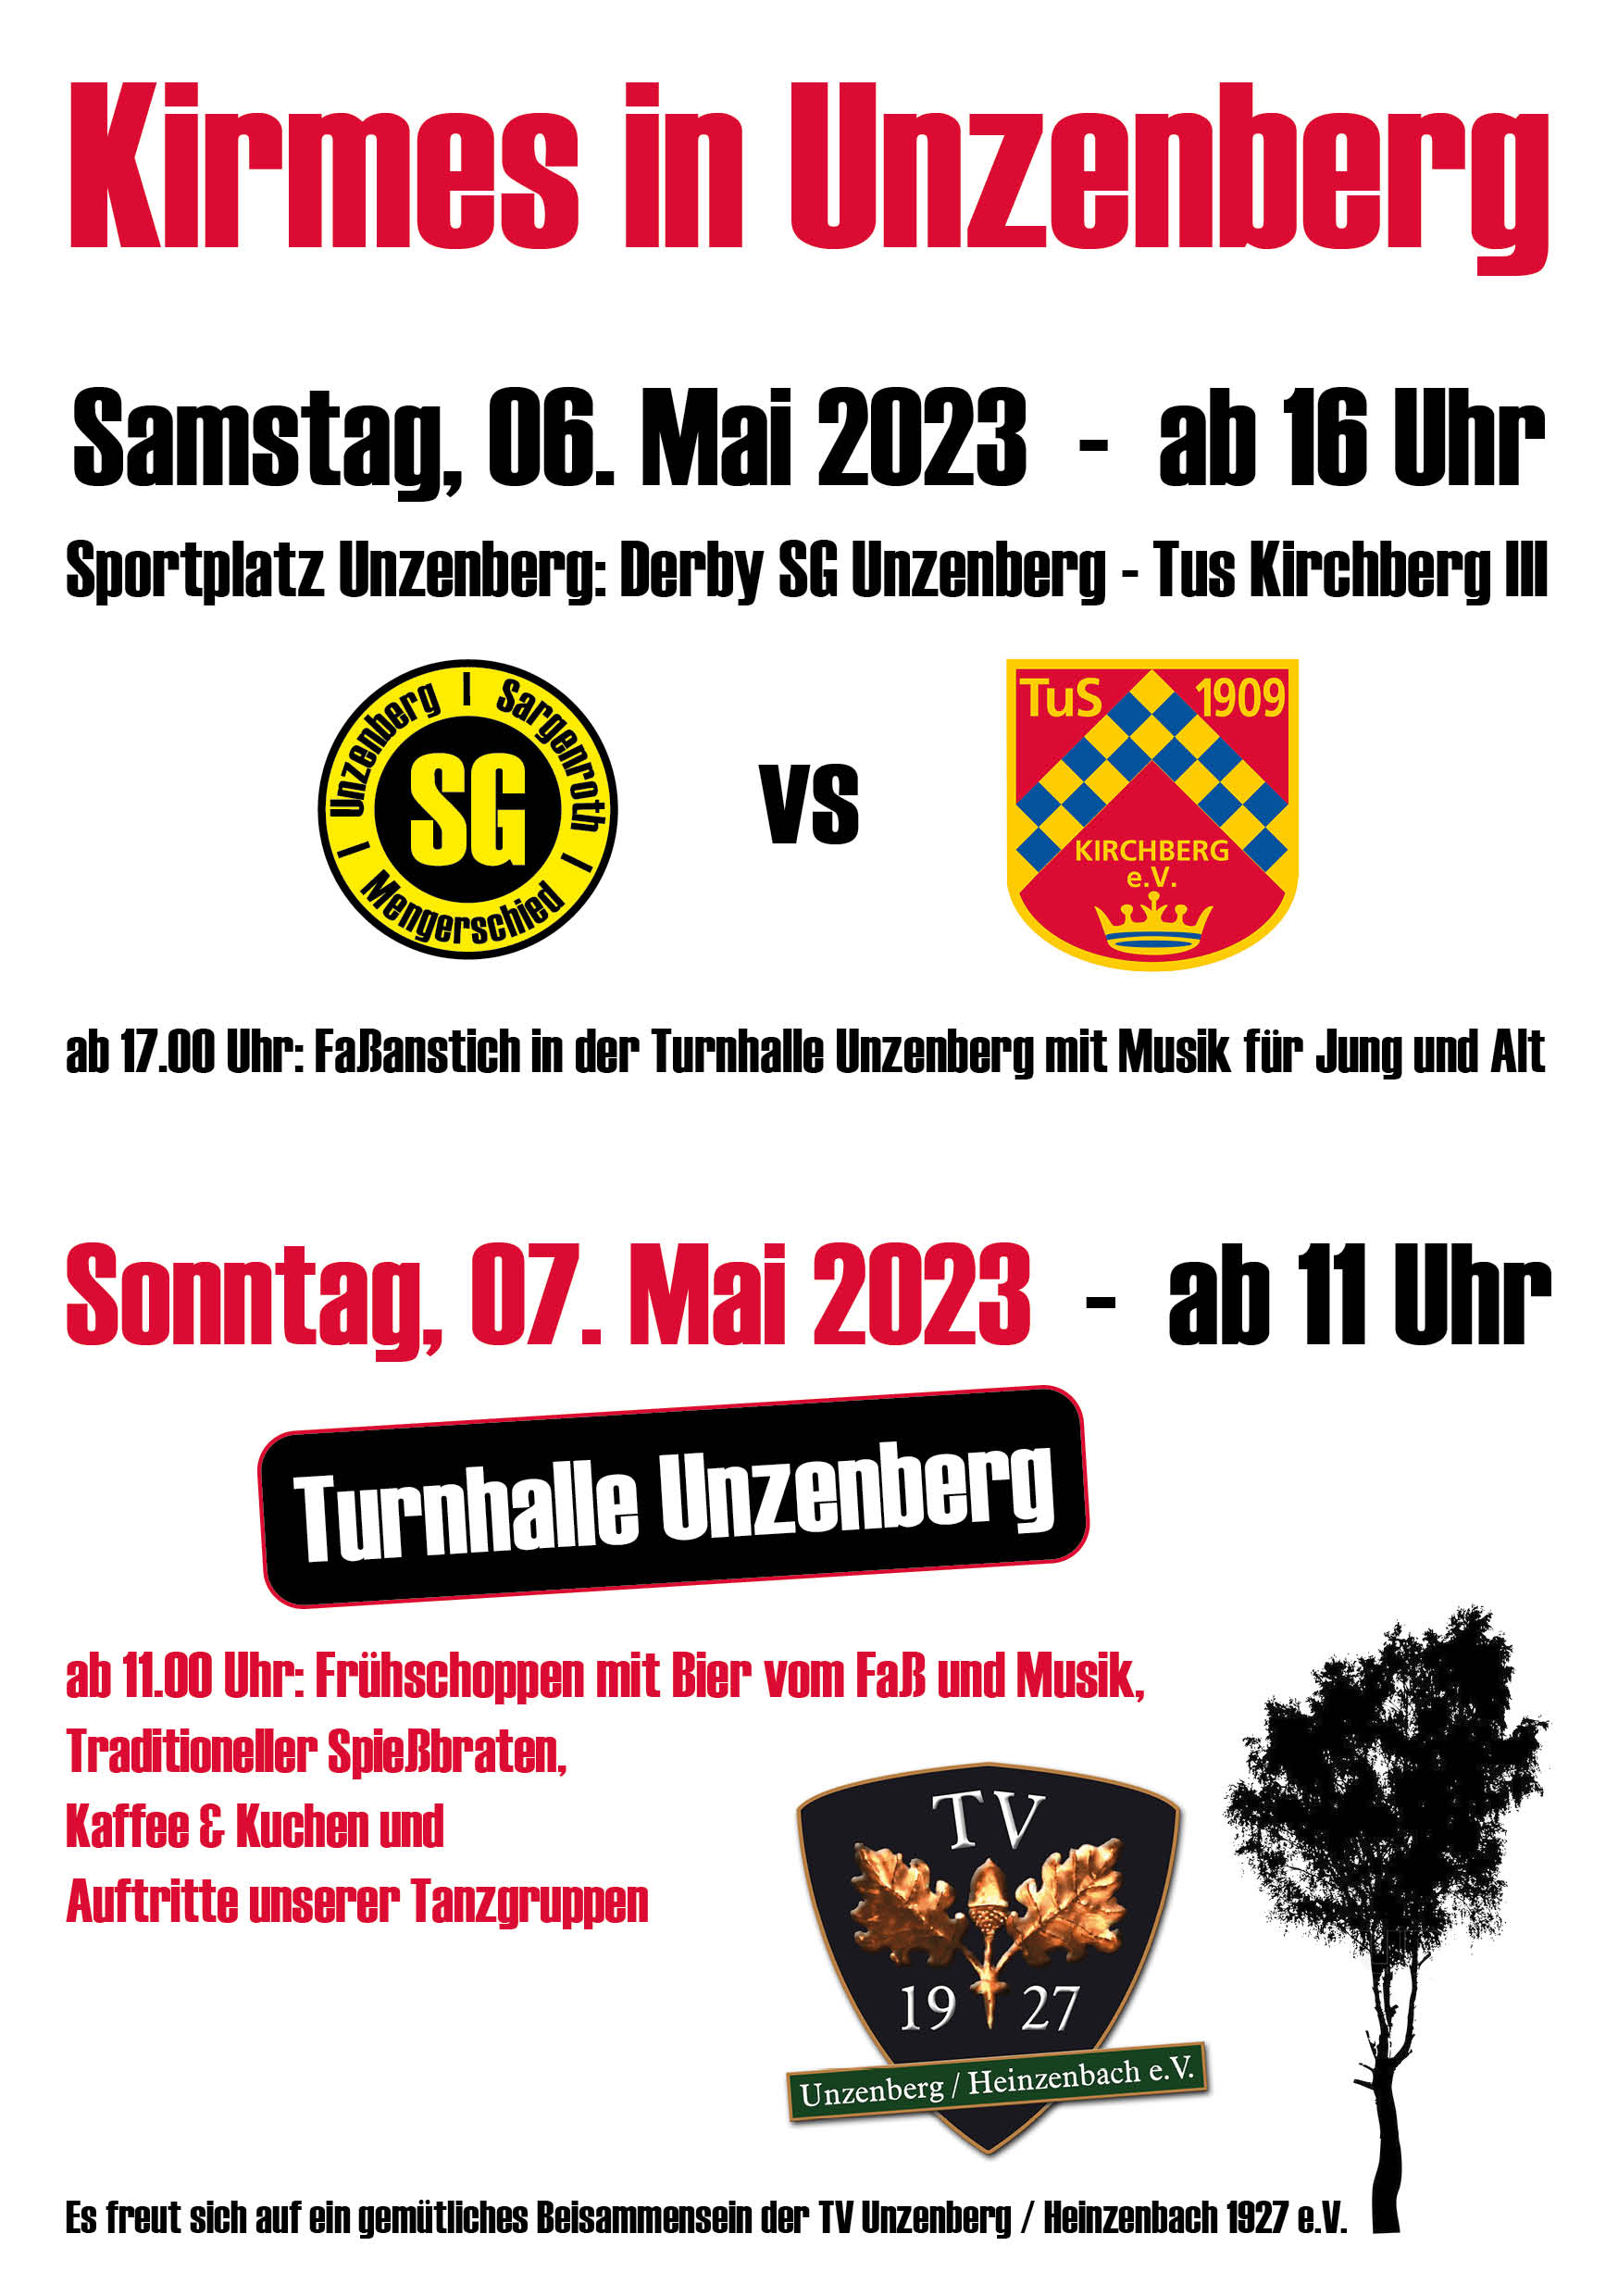 Kirmes in Unzenberg
Samstag, 06. Mai 2023 - ab 16 Uhr
Sportplatz Unzenberg: Derby SG Unzenberg - Tus Kirchberg III
Unzenberg | Sargenroth | Mengerschied |
SG
vs
TuS 1909
KIRCHBERG
e.V.
ab 17.00 Uhr: Faßanstich in der Turnhalle Unzenberg mit Musik für Jung und Alt
Sonntag, 07. Mai 2023 - ab 11 Uhr
Turnhalle Unzenberg
ab 11.00 Uhr: Frühschoppen mit Bier vom Faß und Musik,
Traditioneller Spießbraten,
Kaffee & Kuchen und
Auftritte unserer Tanzgruppen
TV
19 27
Unzenberg / Heinzenbach e.V.
Es freut sich auf ein gemütliches Beisammensein der TV Unzenberg / Heinzenbach 1927 e.V.